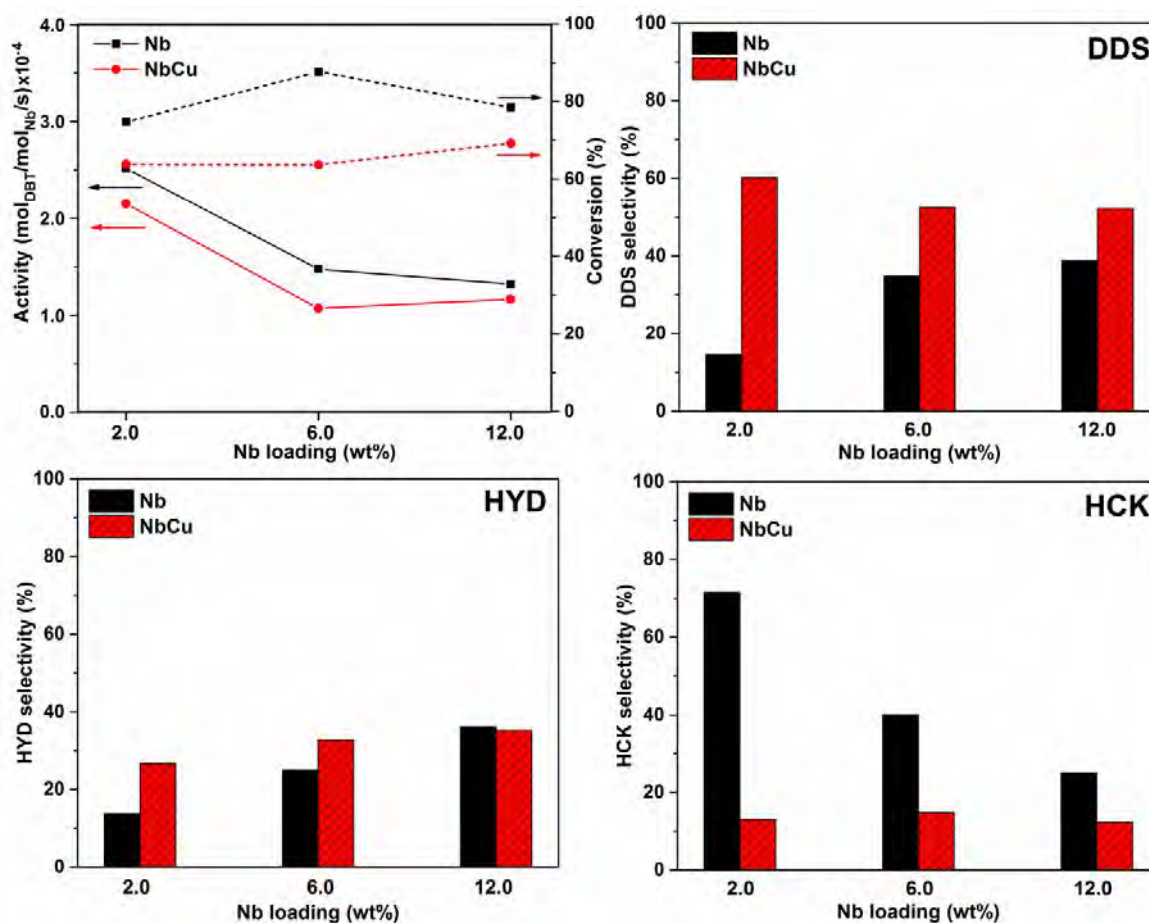 4.0
3.0
2.0
1.0
0.0
Activity (mol_DBT/mol_Nb/s)x10^-4
Nb
NbCu
100
80
60
40
20
0
Conversion (%)
2.0 6.0 12.0
Nb loading (wt%)
100
80
60
40
20
0
DDS selectivity (%)
Nb
NbCu
DDS
2.0 6.0 12.0
Nb loading (wt%)
100
80
60
40
20
0
HYD selectivity (%)
Nb
NbCu
HYD
2.0 6.0 12.0
Nb loading (wt%)
100
80
60
40
20
0
HCK selectivity (%)
Nb
NbCu
HCK
2.0 6.0 12.0
Nb loading (wt%)